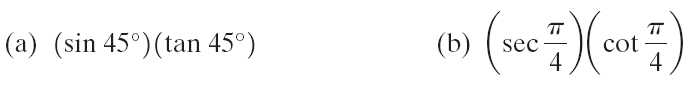 (a) (sin 45°)(tan 45°) (b) (sec π/4)(cot π/4)